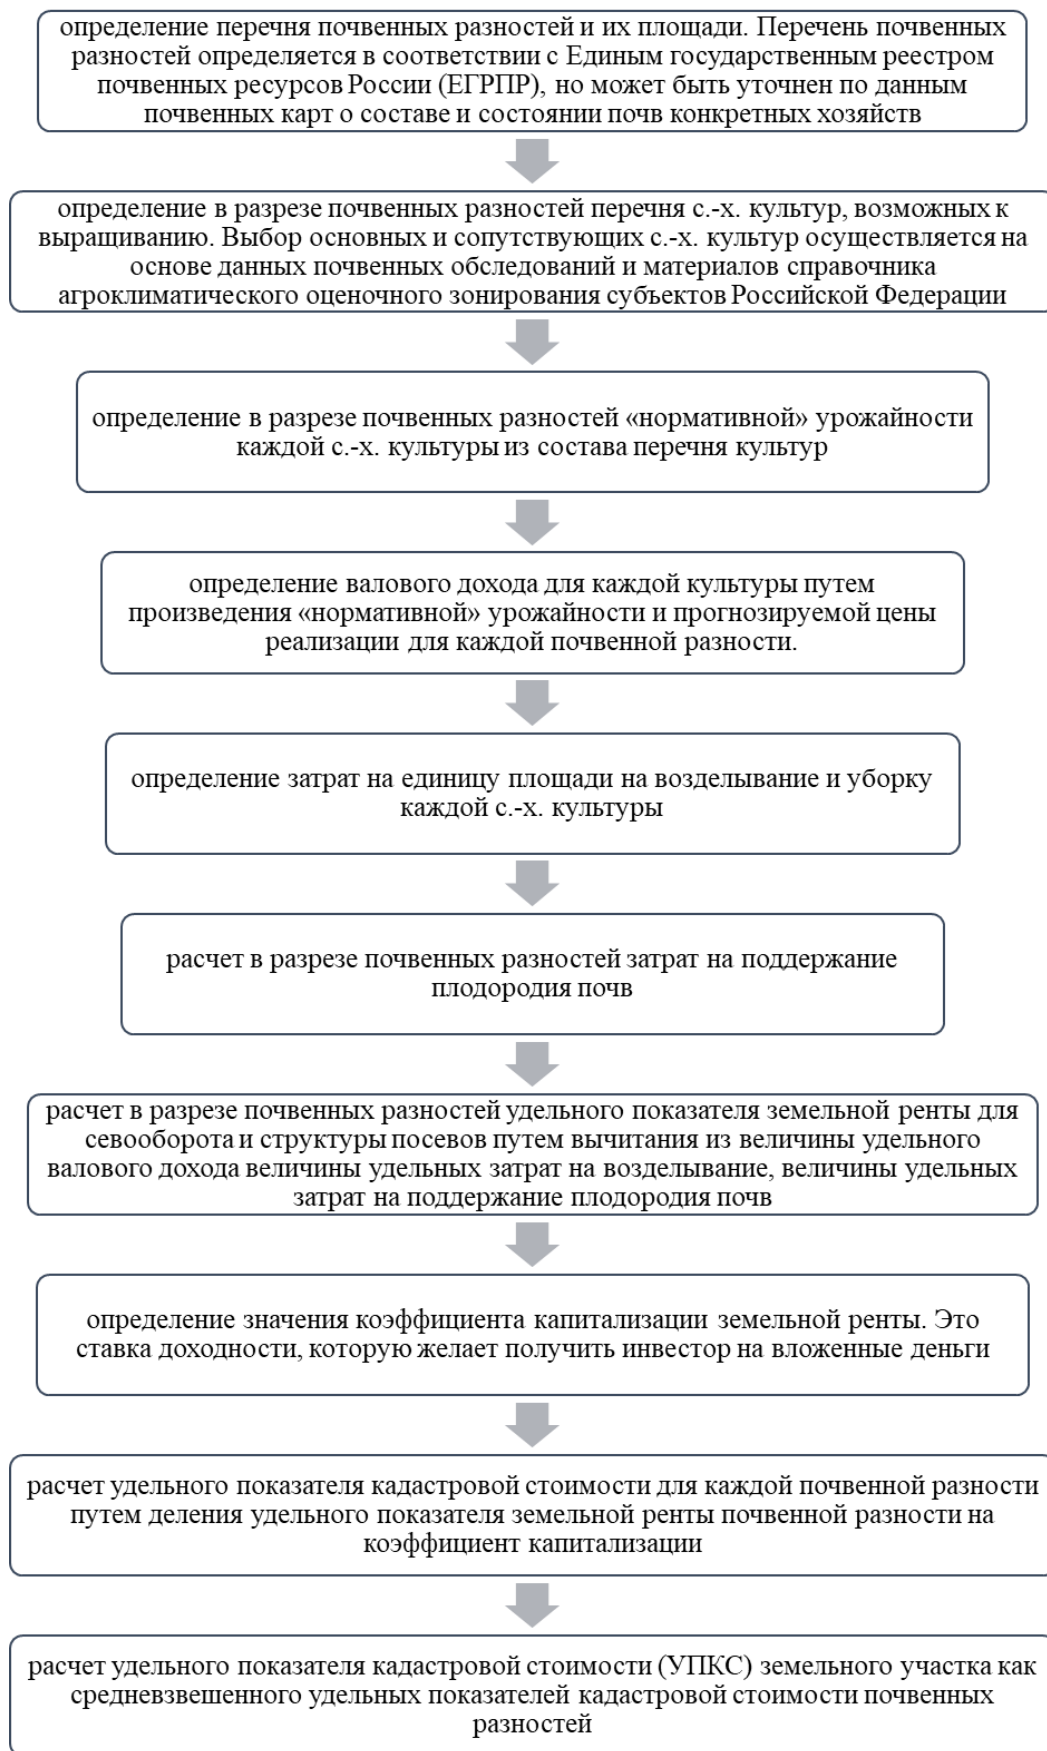 определение перечня почвенных разностей и их площади. Перечень почвенных
разностей определяется в соответствии с Единым государственным реестром
почвенных ресурсов России (ЕГРПР), но может быть уточнен по данным
почвенных карт о составе и состоянии почв конкретных хозяйств
определение в разрезе почвенных разностей перечня с.-х. культур, возможных к
выращиванию. Выбор основных и сопутствующих с.-х. культур осуществляется на
основе данных почвенных обследований и материалов справочника
агроклиматического оценочного зонирования субъектов Российской Федерации
определение в разрезе почвенных разностей «нормативной» урожайности
каждой с.-х. культуры из состава перечня культур
определение валового дохода для каждой культуры путем
произведения «нормативной» урожайности и прогнозируемой цены
реализации для каждой почвенной разности.
определение затрат на единицу площади на возделывание и уборку
каждой с.-х. культуры
расчет в разрезе почвенных разностей затрат на поддержание
плодородия почв
расчет в разрезе почвенных разностей удельного показателя земельной ренты для
севооборота и структуры посевов путем вычитания из величины удельного
валового дохода величины удельных затрат на возделывание, величины удельных
затрат на поддержание плодородия почв
определение значения коэффициента капитализации земельной ренты. Это
ставка доходности, которую желает получить инвестор на вложенные деньги
расчет удельного показателя кадастровой стоимости для каждой почвенной разности
путем деления удельного показателя земельной ренты почвенной разности на
коэффициент капитализации
расчет удельного показателя кадастровой стоимости (УПКС) земельного участка как
средневзвешенного удельных показателей кадастровой стоимости почвенных
разностей